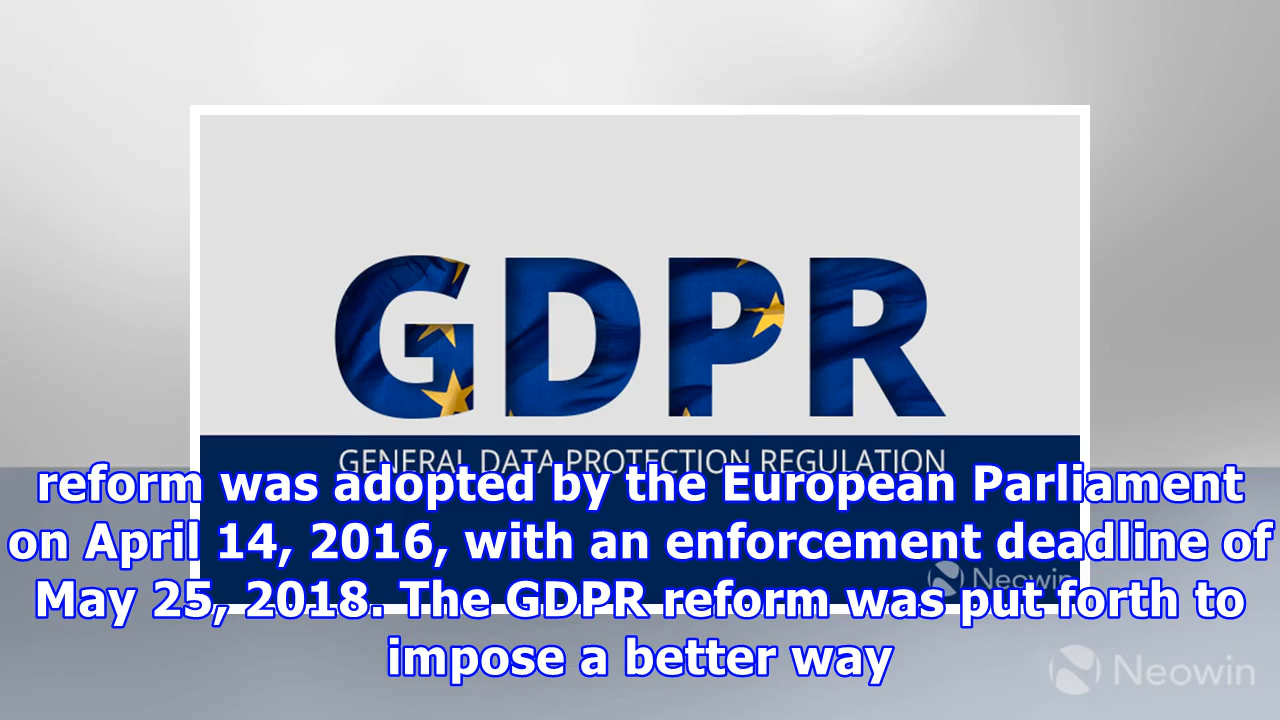 GDPR
GENERAL DATA PROTECTION REGULATION
reform was adopted by the European Parliament
on April 14, 2016, with an enforcement deadline of
May 25, 2018. The GDPR reform was put forth to
impose a better way
Neowin
Neowin